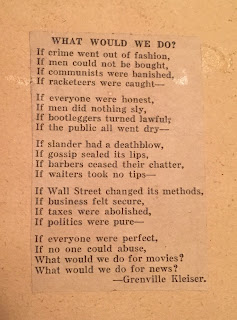 WHAT WOULD WE DO?
If crime went out of fashion,
If men could not be bought,
If communists were banished,
If racketeers were caught—
If everyone were honest,
If men did nothing sly,
If bootleggers turned lawful;
If the public all went dry—
If slander had a deathblow,
If gossip sealed its lips,
If barbers ceased their chatter,
If waiters took no tips—
If Wall Street changed its methods,
If business felt secure,
If taxes were abolished,
If politics were pure—
If everyone were perfect,
If no one could abuse,
What would we do for movies?
What would we do for news?
—Grenville Kleiser.